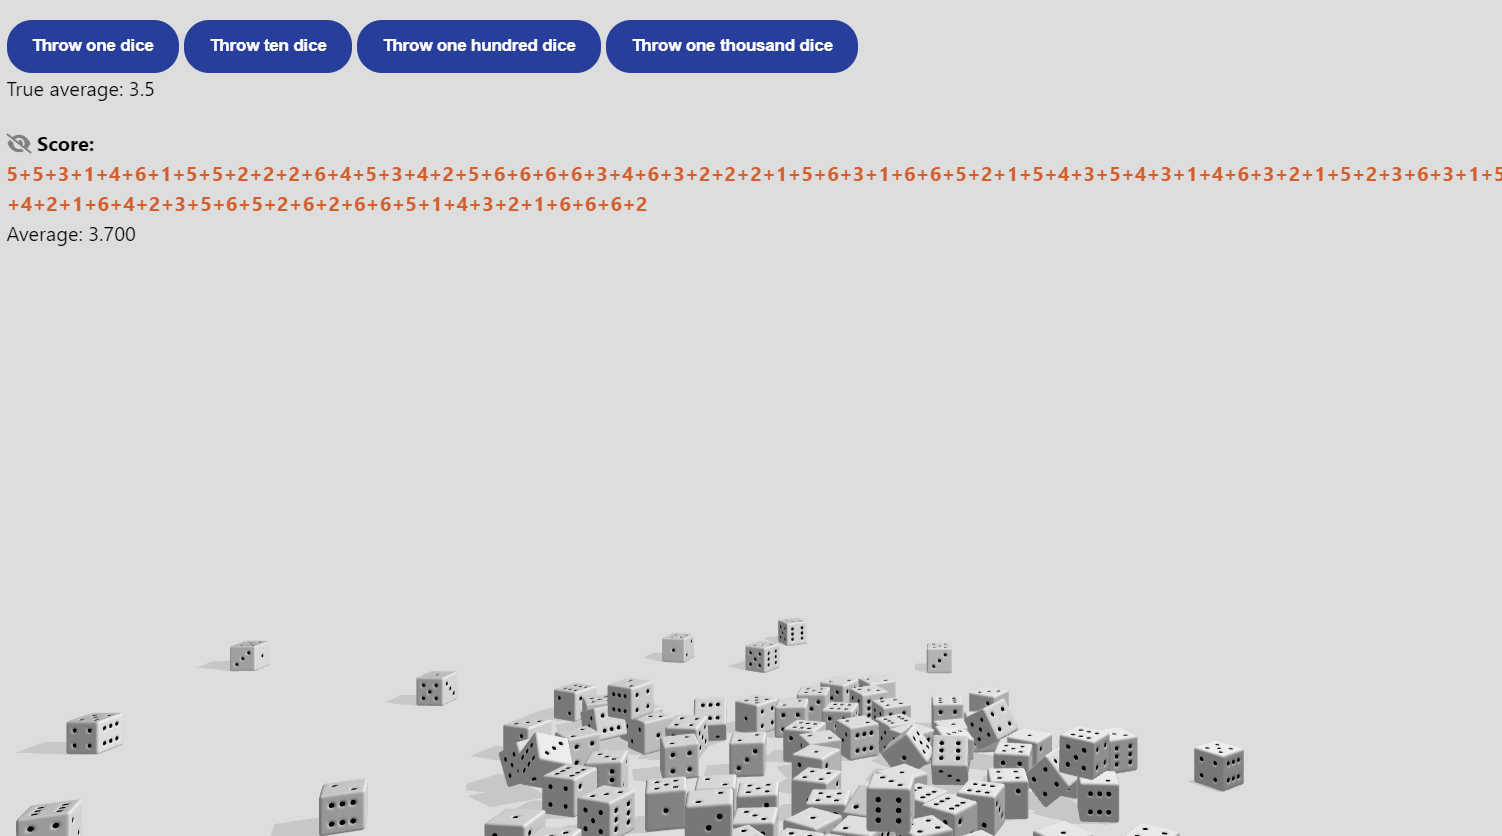 Throw one dice Throw ten dice Throw one hundred dice Throw one thousand dice
True average: 3.5
Score:
5+5+3+1+4+6+1+5+5+2+2+2+6+4+5+3+4+2+5+6+6+6+6+3+4+6+3+2+2+2+1+5+6+3+1+6+6+5+2+1+5+4+3+5+4+3+1+4+6+3+2+1+5+2+3+6+3+1+5
+4+2+1+6+4+2+3+5+6+5+2+6+2+6+6+5+1+4+3+2+1+6+6+6+2
Average: 3.700